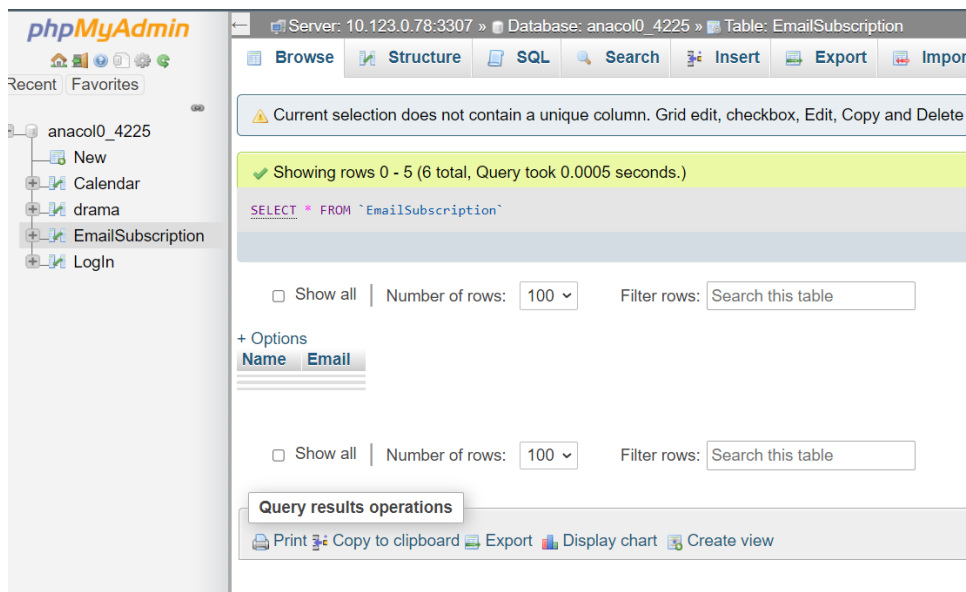 phpMyAdmin
Recent Favorites
anacol0_4225
New
Calendar
drama
EmailSubscription
LogIn
Server: 10.123.0.78:3307 » Database: anacol0_4225 » Table: EmailSubscription
Browse Structure SQL Search Insert Export Impor
Current selection does not contain a unique column. Grid edit, checkbox, Edit, Copy and Delete
Showing rows 0 - 5 (6 total, Query took 0.0005 seconds.)
SELECT * FROM `EmailSubscription`
Show all Number of rows: 100 Filter rows: Search this table
+ Options
Name Email
Show all Number of rows: 100 Filter rows: Search this table
Query results operations
Print Copy to clipboard Export Display chart Create view